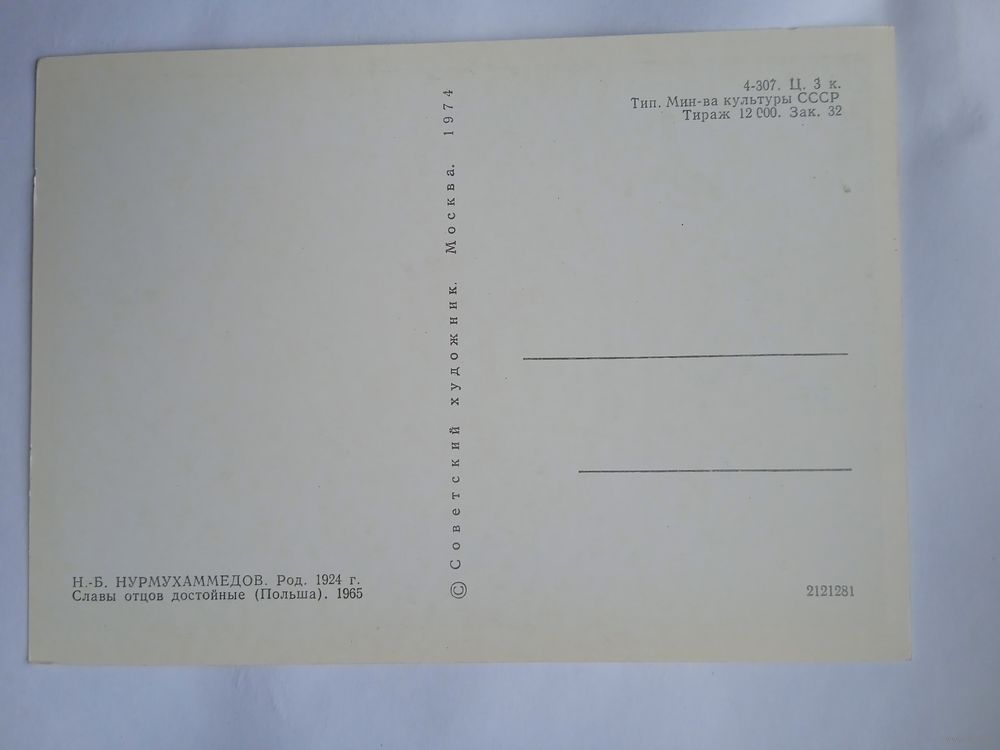 4-307. Ц. 3 к.
Тип. Мин-ва культуры СССР
Тираж 12 000. Зак. 32
© Советский художник. Москва. 1974
Н.-Б. НУРМУХАММЕДОВ. Род. 1924 г.
Славы отцов достойные (Польша). 1965
2121281